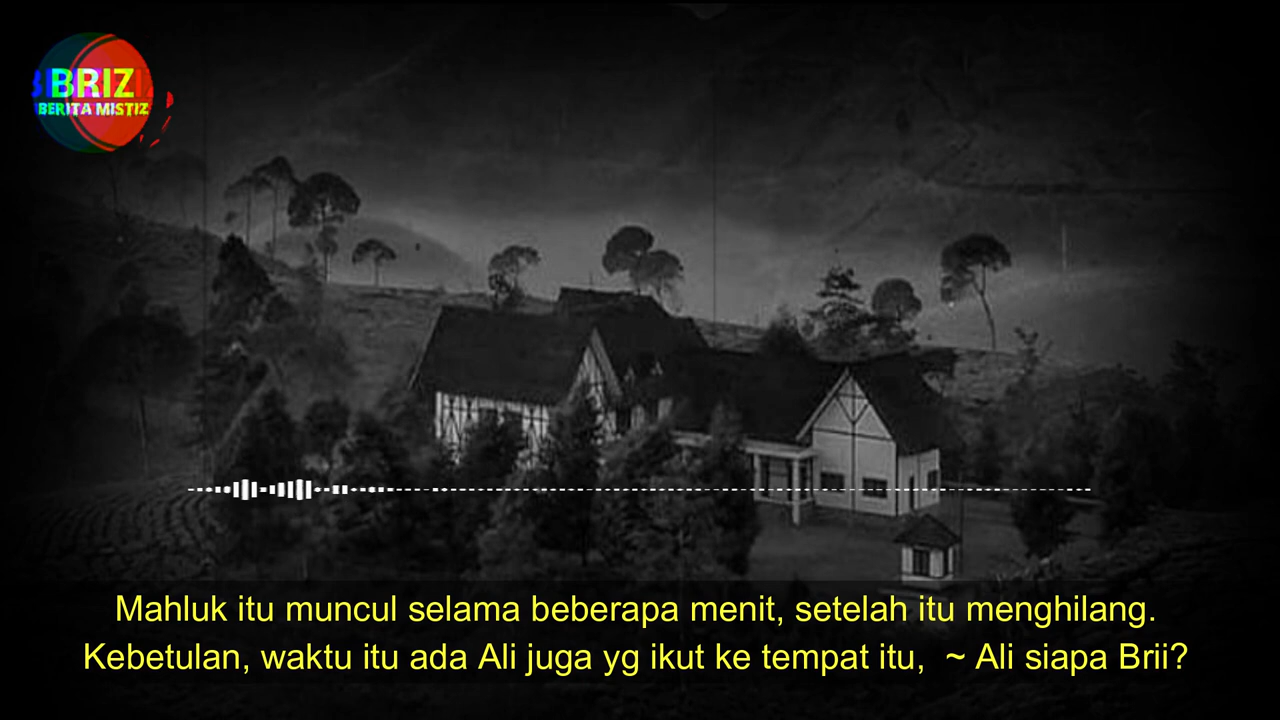 BRIZ
BERITA MISTIZ
Mahluk itu muncul selama beberapa menit, setelah itu menghilang.
Kebetulan, waktu itu ada Ali juga yg ikut ke tempat itu,  ~ Ali siapa Brii?